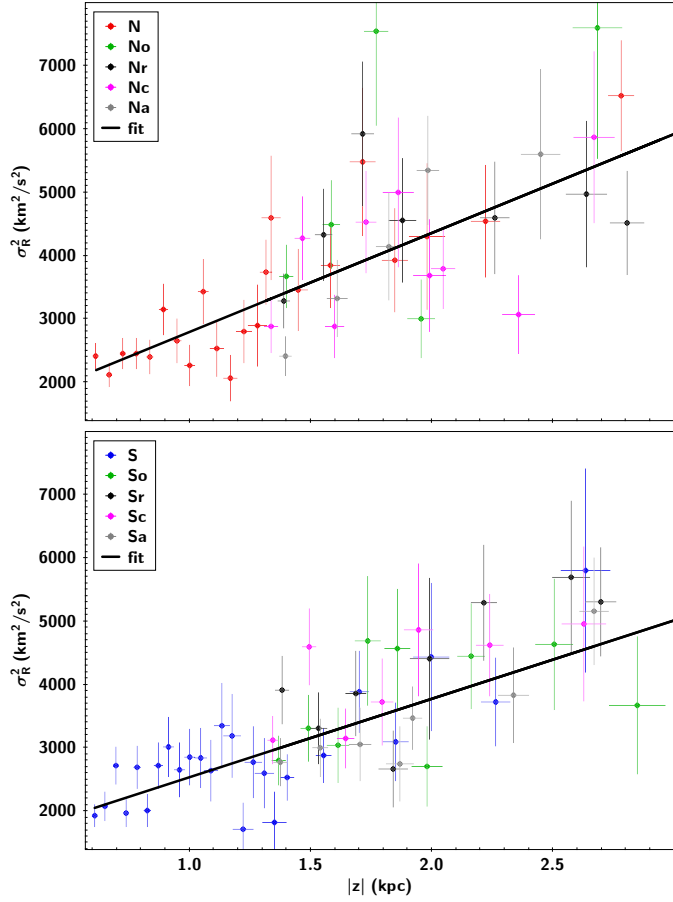 N
No
Nr
Nc
Na
fit
7000
6000
5000
4000
3000
2000
σ²R (km²/s²)
S
So
Sr
Sc
Sa
fit
7000
6000
5000
4000
3000
2000
σ²R (km²/s²)
1.0 1.5 2.0 2.5
|z| (kpc)